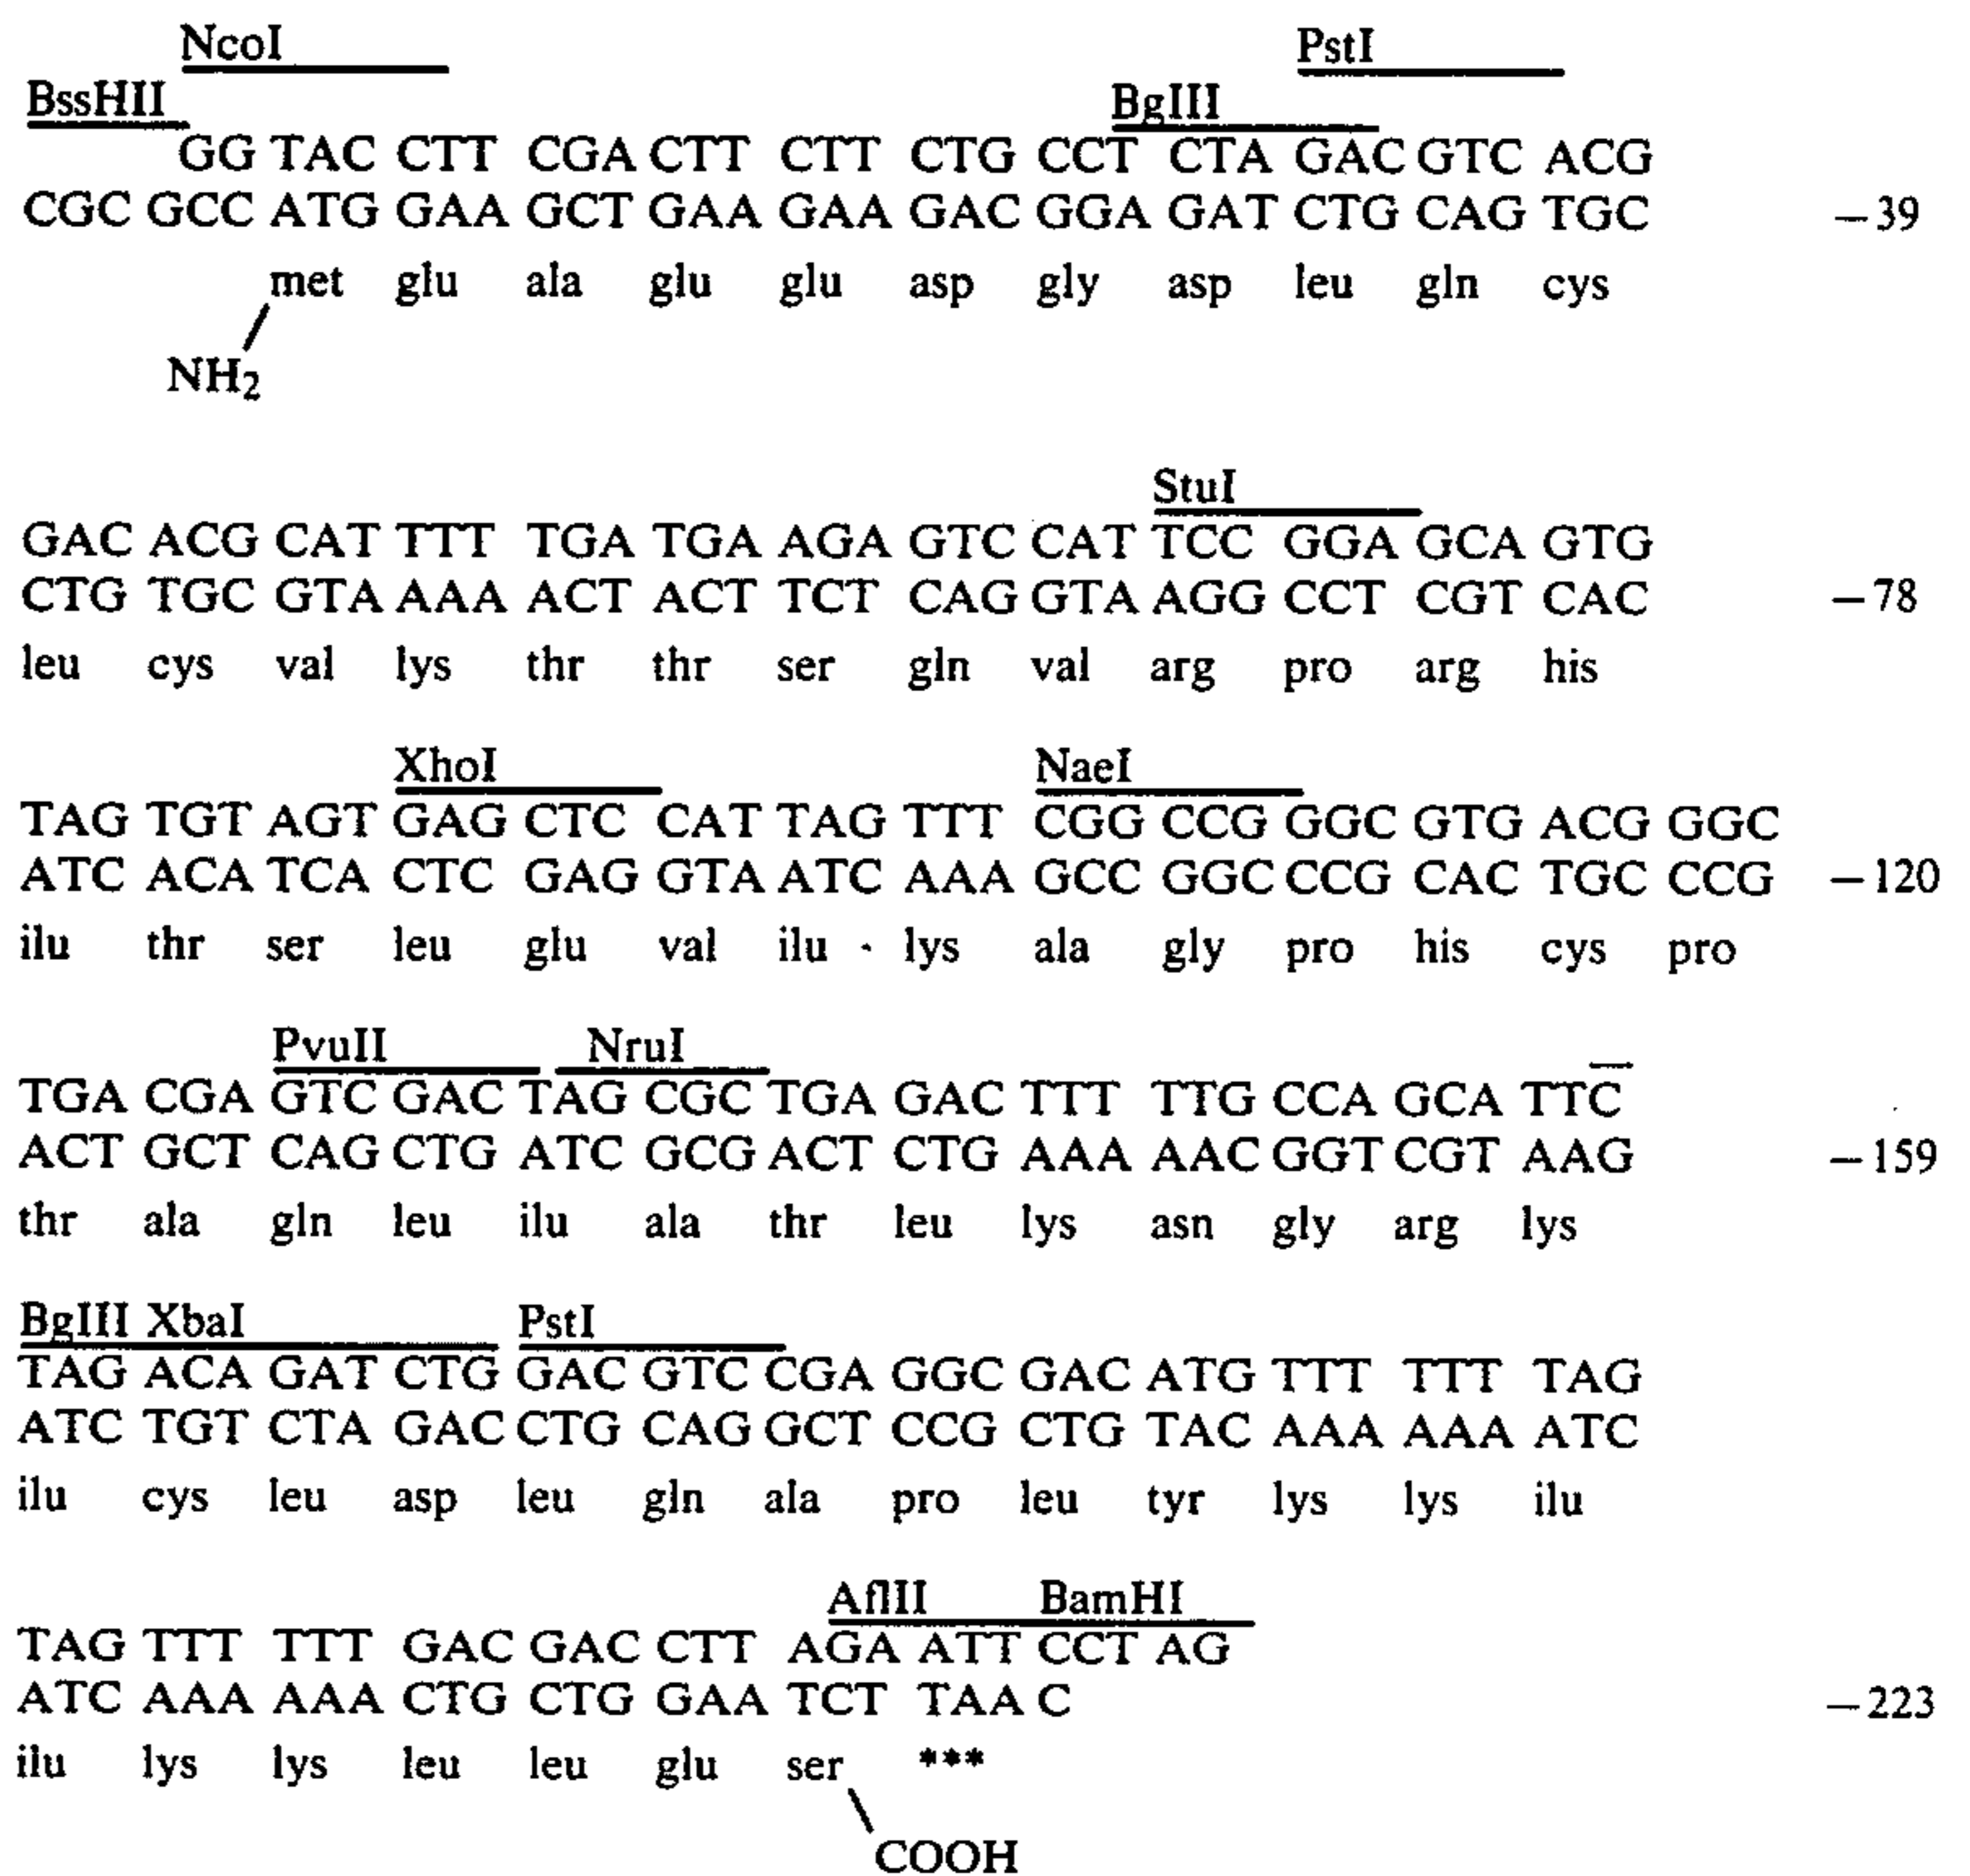 NcoI PstI
BssHII BglII
GG TAC CTT CGA CTT CTT CTG CCT CTA GAC GTC ACG
CGC GCC ATG GAA GCT GAA GAA GAC GGA GAT CTG CAG TGC —39
met glu ala glu glu asp gly asp leu gln cys
NH2
StuI
GAC ACG CAT TTT TGA TGA AGA GTC CAT TCC GGA GCA GTG
CTG TGC GTA AAA ACT ACT TCT CAG GTA AGG CCT CGT CAC —78
leu cys val lys thr thr ser gln val arg pro arg his
XhoI NaeI
TAG TGT AGT GAG CTC CAT TAG TTT CGG CCG GGC GTG ACG GGC
ATC ACA TCA CTC GAG GTA ATC AAA GCC GGC CCG CAC TGC CCG —120
ilu thr ser leu glu val ilu - lys ala gly pro his cys pro
PvuII NruI
TGA CGA GTC GAC TAG CGC TGA GAC TTT TTG CCA GCA TTC
ACT GCT CAG CTG ATC GCG ACT CTG AAA AAC GGT CGT AAG —159
thr ala gln leu ilu ala thr leu lys asn gly arg lys
BglII XbaI PstI
TAG ACA GAT CTG GAC GTC CGA GGC GAC ATG TTT TTT TAG
ATC TGT CTA GAC CTG CAG GCT CCG CTG TAC AAA AAA ATC
ilu cys leu asp leu gln ala pro leu tyr lys lys ilu
AflII BamHI
TAG TTT TTT GAC GAC CTT AGA ATT CCT AG
ATC AAA AAA CTG CTG GAA TCT TAA C —223
ilu lys lys leu leu glu ser ***
COOH